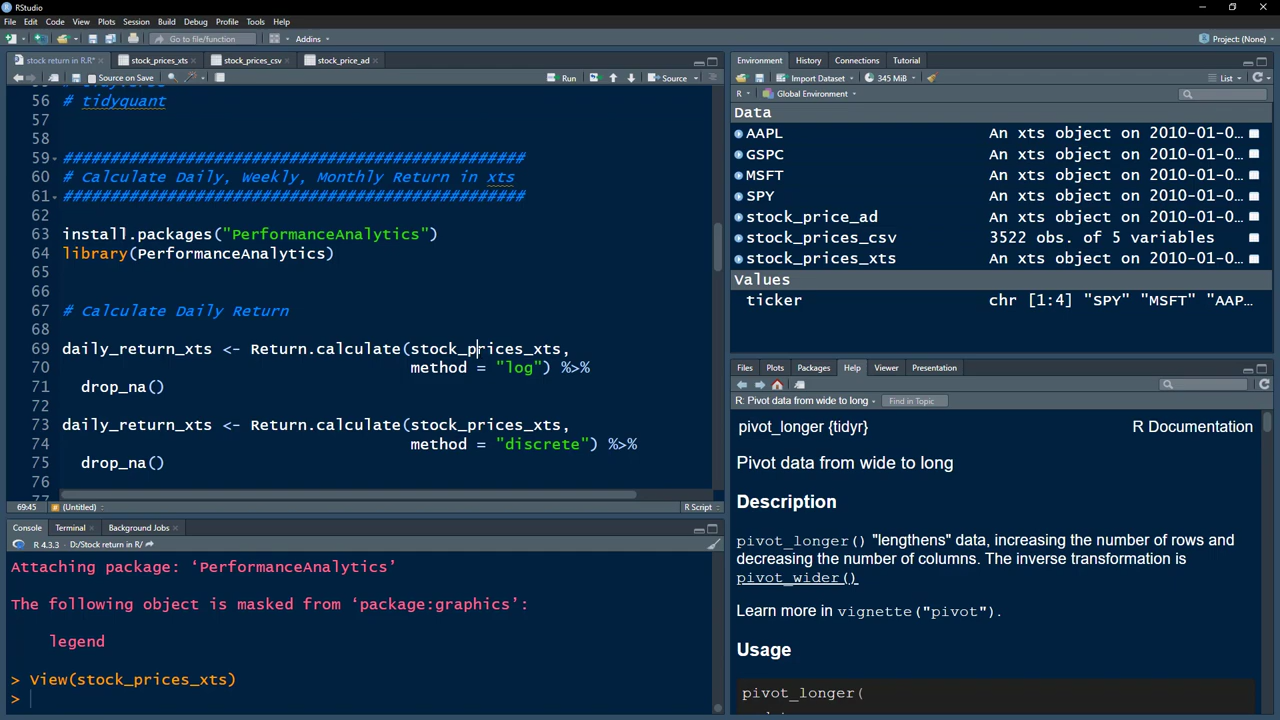 RStudio
File Edit Code View Plots Session Build Debug Profile Tools Help
Go to file/function
Addins
Project: (None)
stock return in R.R*
stock_prices_xts
stock_prices_csv
stock_price_ad
Source on Save
Run
Source
56 # tidyquant
57
58
59 #################################################
60 # Calculate Daily, Weekly, Monthly Return in xts
61 #################################################
62
63 install.packages("PerformanceAnalytics")
64 library(PerformanceAnalytics)
65
66
67 # Calculate Daily Return
68
69 daily_return_xts <- Return.calculate(stock_prices_xts,
70 method = "log") %>%
71 drop_na()
72
73 daily_return_xts <- Return.calculate(stock_prices_xts,
74 method = "discrete") %>%
75 drop_na()
76
69:45 (Untitled) R Script
Console Terminal Background Jobs
R 4.3.3 · D:/Stock return in R/
Attaching package: ‘PerformanceAnalytics’
The following object is masked from ‘package:graphics’:
legend
> View(stock_prices_xts)
>
Environment History Connections Tutorial
Import Dataset 345 MiB List
R Global Environment
Data
AAPL An xts object on 2010-01-0…
GSPC An xts object on 2010-01-0…
MSFT An xts object on 2010-01-0…
SPY An xts object on 2010-01-0…
stock_price_ad An xts object on 2010-01-0…
stock_prices_csv 3522 obs. of 5 variables
stock_prices_xts An xts object on 2010-01-0…
Values
ticker chr [1:4] "SPY" "MSFT" "AAP…
Files Plots Packages Help Viewer Presentation
R: Pivot data from wide to long Find in Topic
pivot_longer {tidyr} R Documentation
Pivot data from wide to long
Description
pivot_longer() "lengthens" data, increasing the number of rows and
decreasing the number of columns. The inverse transformation is
pivot_wider()
Learn more in vignette("pivot").
Usage
pivot_longer(